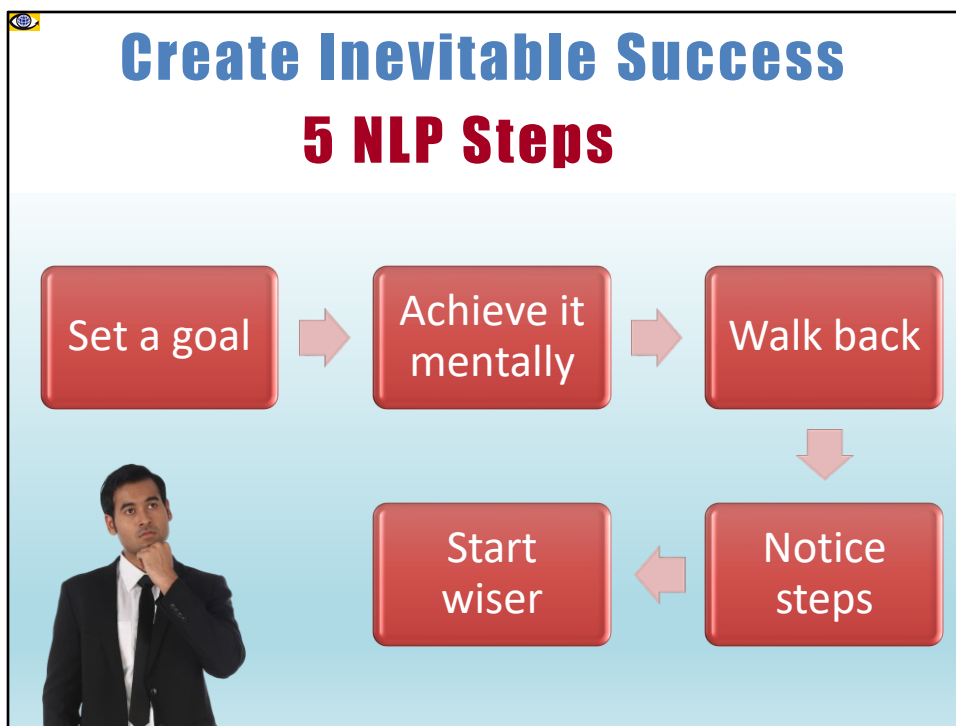 Create Inevitable Success
5 NLP Steps
Set a goal
Achieve it
mentally
Walk back
Notice
steps
Start
wiser